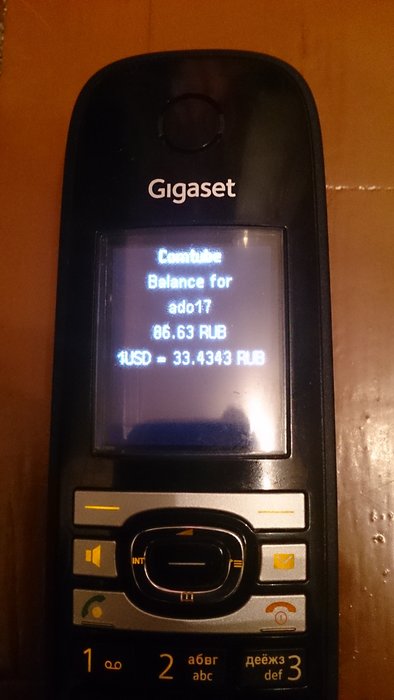 Gigaset
Comtube
Balance for
ado17
86.63 RUB
1USD = 33.4343 RUB
INT
1
2 абвг abc
деёжз def 3